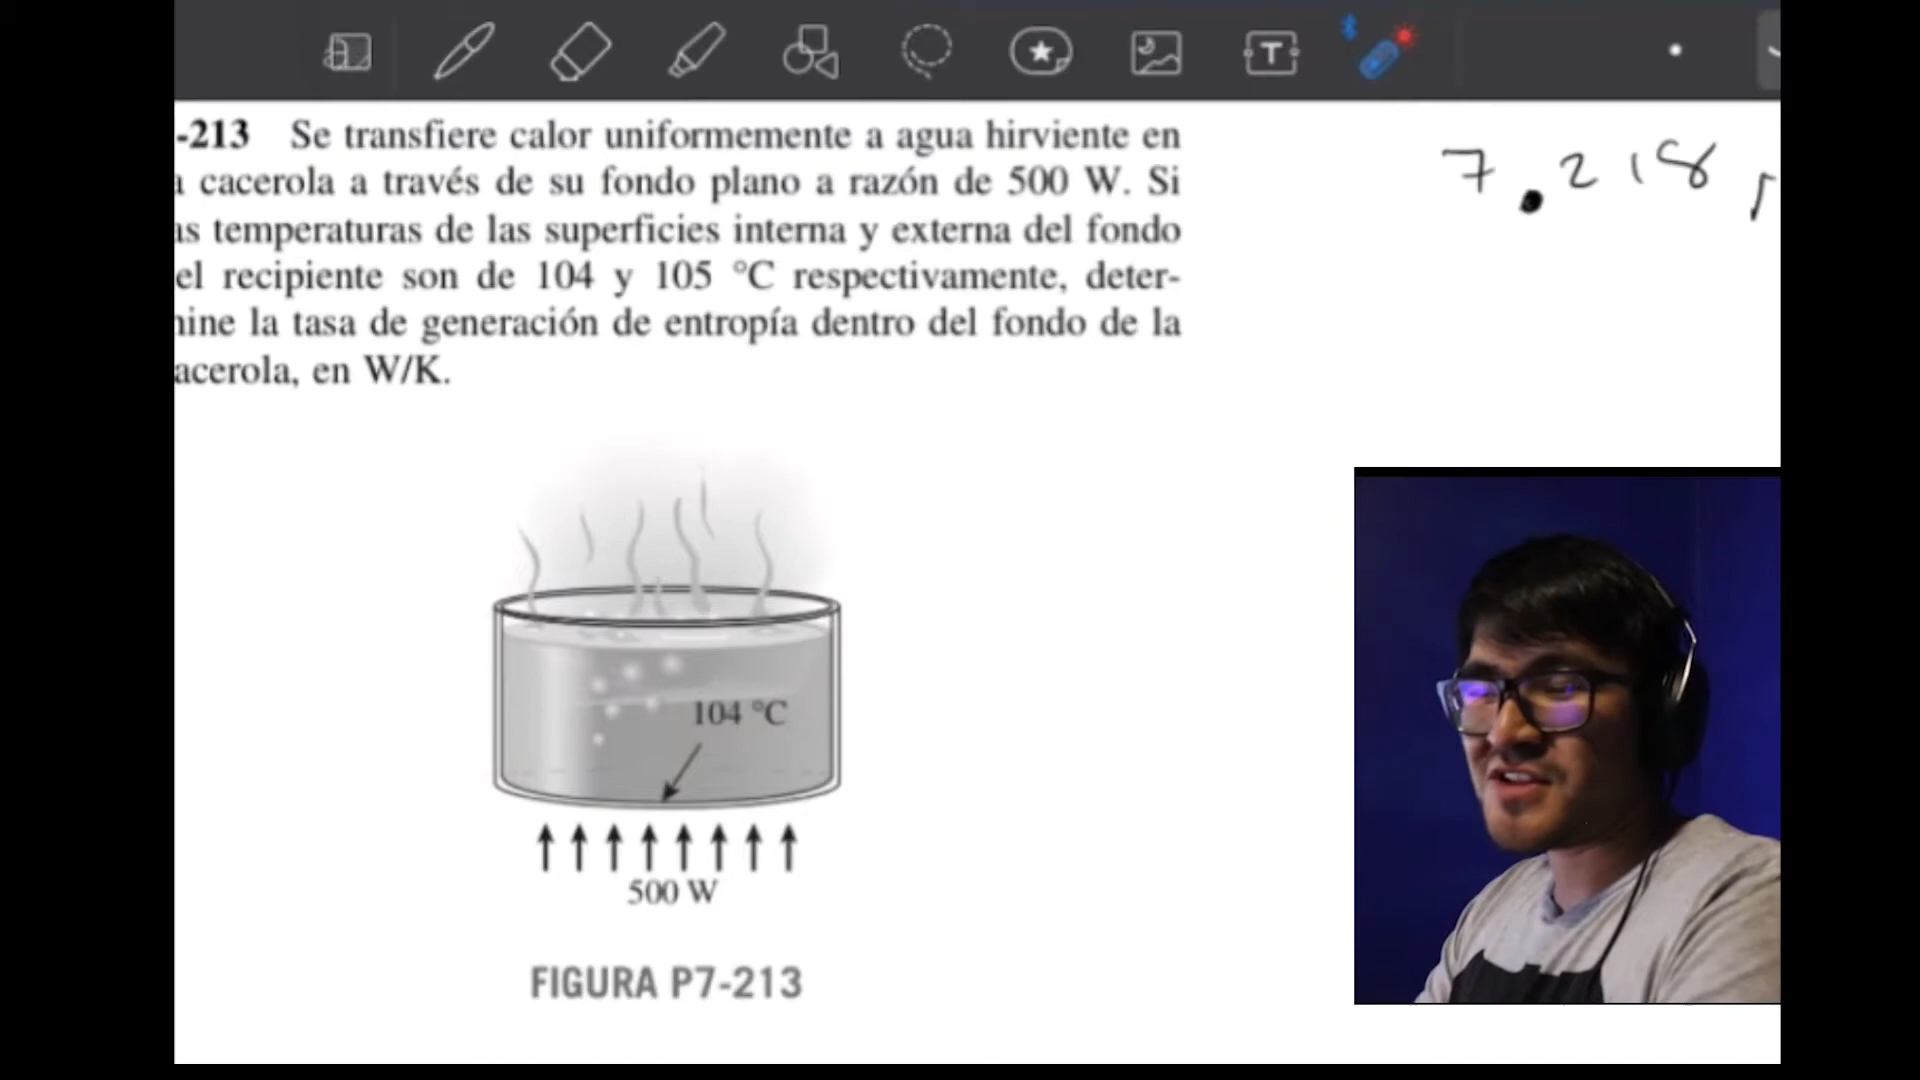 -213 Se transfiere calor uniformemente a agua hirviente en
cacerola a través de su fondo plano a razón de 500 W. Si
as temperaturas de las superficies interna y externa del fondo
el recipiente son de 104 y 105 °C respectivamente, deter-
ine la tasa de generación de entropía dentro del fondo de la
acerola, en W/K.
7.218
T
104 °C
500 W
FIGURA P7-213